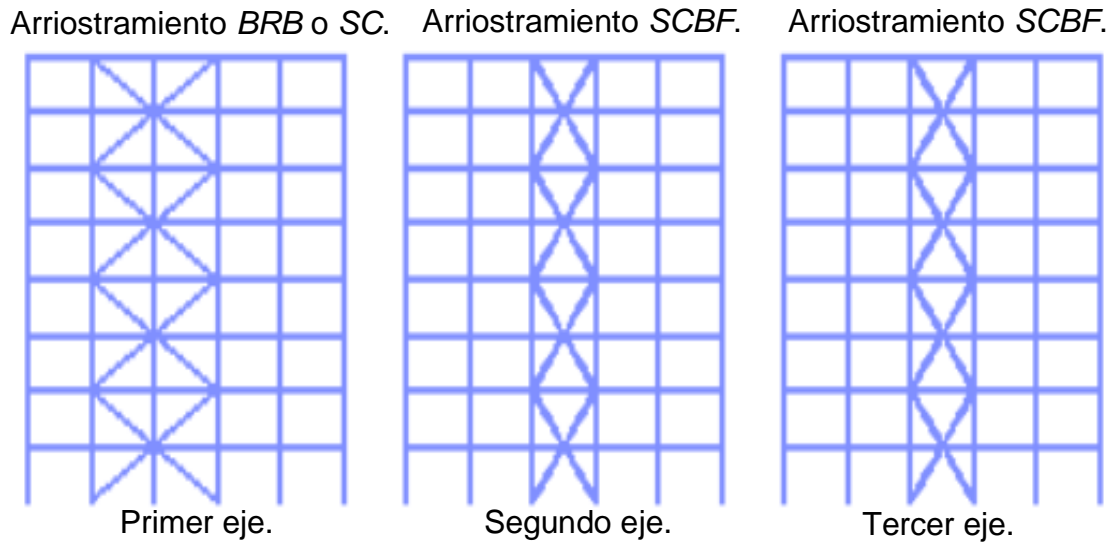 Arriostramiento BRB o SC.
Arriostramiento SCBF.
Arriostramiento SCBF.
Primer eje.
Segundo eje.
Tercer eje.